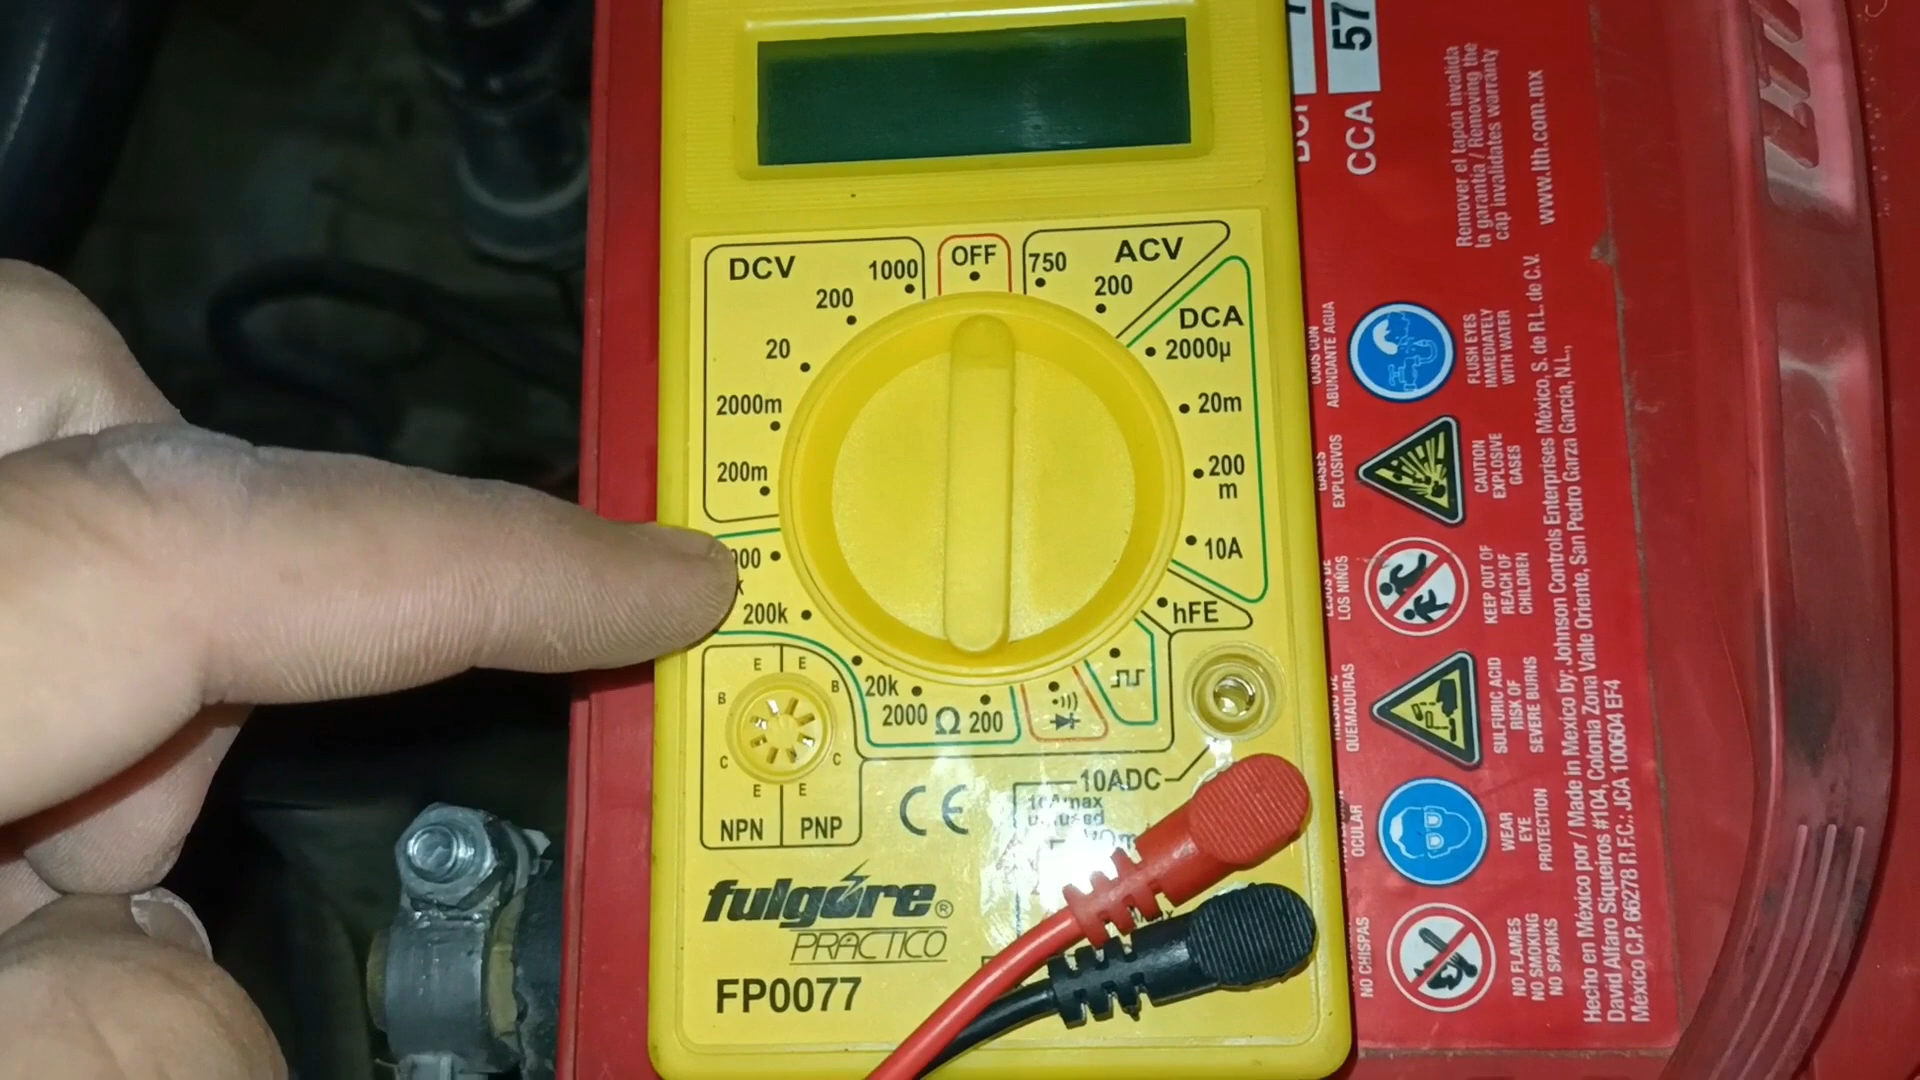 DCV
1000
OFF
750
ACV
200
200
20
DCA
2000µ
2000m
20m
200m
200
m
10A
200k
hFE
20k
2000
Ω
200
E
E
B
B
C
C
E
E
NPN
PNP
CE
10ADC
10Amax
fulgore®
PRACTICO
FP0077
57
CCA
Remover el tapón invalida
la garantía / Removing the
cap invalidates warranty
www.lth.com.mx
OJOS CON
ABUNDANTE AGUA
FLUSH EYES
IMMEDIATELY
WITH WATER
GASES
EXPLOSIVOS
CAUTION
EXPLOSIVE
GASES
LOS NIÑOS
KEEP OUT OF
REACH OF
CHILDREN
QUEMADURAS
SULFURIC ACID
RISK OF
SEVERE BURNS
OCULAR
WEAR
EYE
PROTECTION
NO CHISPAS
NO FLAMES
NO SMOKING
NO SPARKS
Hecho en México por / Made in Mexico by: Johnson Controls Enterprises México, S. de R.L. de C.V.
David Alfaro Siqueiros #104, Colonia Zona Valle Oriente, San Pedro Garza García, N.L.,
México C.P. 66278 R.F.C.: JCA 100604 EF4
LTH